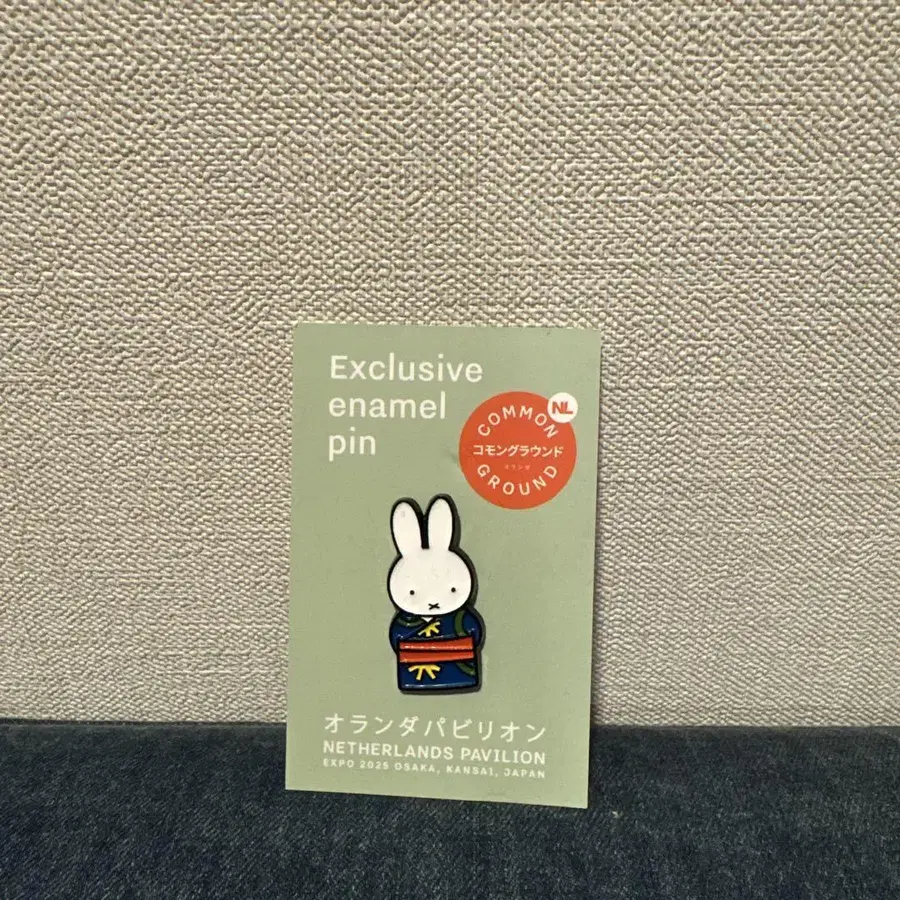 Exclusive
enamel
pin
NL
COMMON
コモングラウンド
オランダ
GROUND
オランダパビリオン
NETHERLANDS PAVILION
EXPO 2025 OSAKA, KANSAI, JAPAN